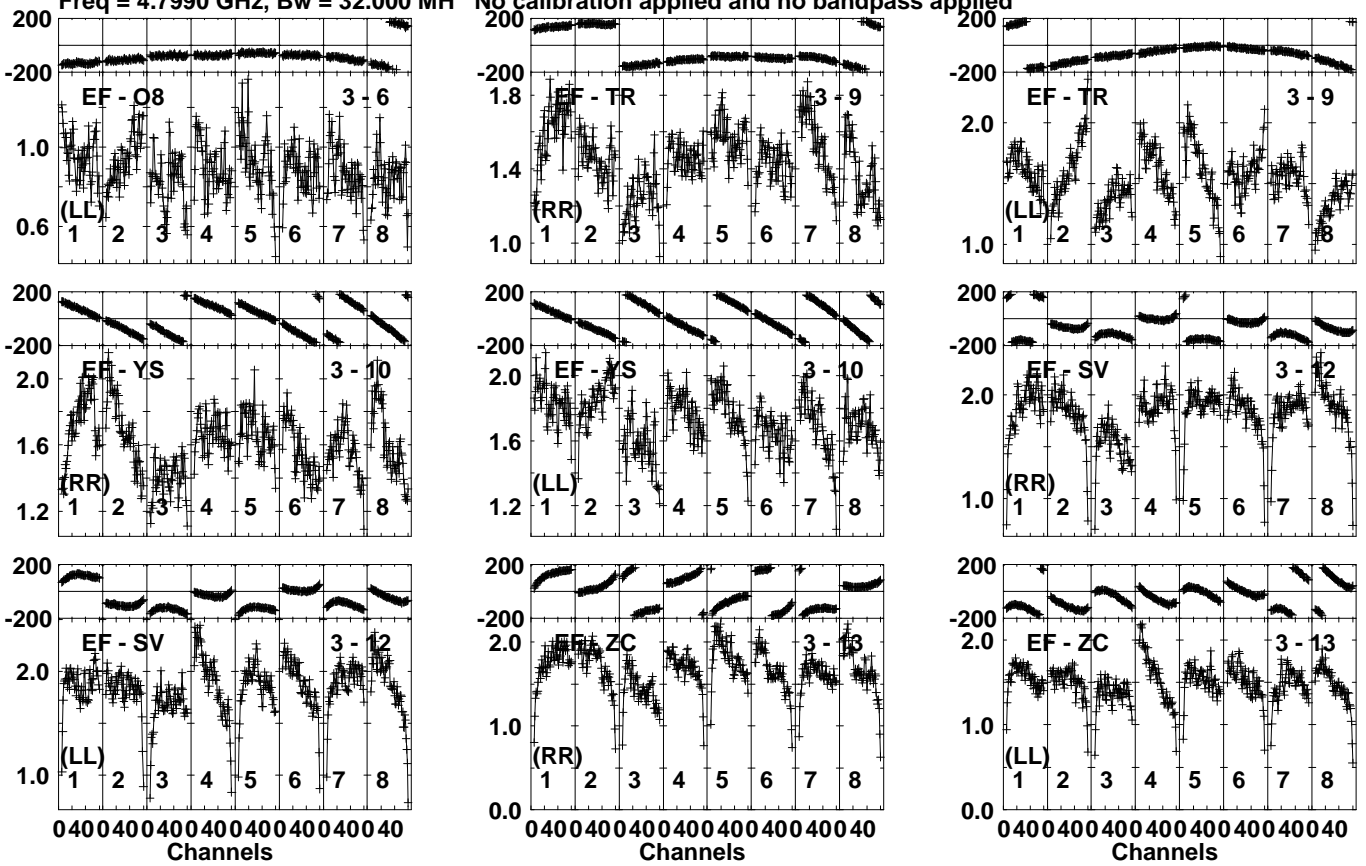 Freq = 4.7990 GHz, Bw = 32.000 MH No calibration applied and no bandpass applied
200 200 200
-200 -200 -200
EF - O8 3 - 6 EF - TR 3 - 9 EF - TR 3 - 9
1.0 0.6 1.8 1.4 1.0 2.0 1.0
(LL) (RR) (LL)
1 2 3 4 5 6 7 8 1 2 3 4 5 6 7 8 1 2 3 4 5 6 7 8
200 200 200
-200 -200 -200
EF - YS 3 - 10 EF - YS 3 - 10 EF - SV 3 - 12
2.0 1.6 1.2 2.0 1.6 1.2 2.0 1.0
(RR) (LL) (RR)
1 2 3 4 5 6 7 8 1 2 3 4 5 6 7 8 1 2 3 4 5 6 7 8
200 200 200
-200 -200 -200
EF - SV 3 - 12 EF - ZC 3 - 13 EF - ZC 3 - 13
2.0 1.0 2.0 1.0 0.0 2.0 1.0 0.0
(LL) (RR) (LL)
1 2 3 4 5 6 7 8 1 2 3 4 5 6 7 8 1 2 3 4 5 6 7 8
0 40 0 40 0 40 0 40 0 40 0 40 0 40 0 40 0 40 0 40 0 40 0 40 0 40 0 40 0 40 0 40 0 40 0 40 0 40 0 40 0 40 0 40 0 40 0 40
Channels Channels Channels